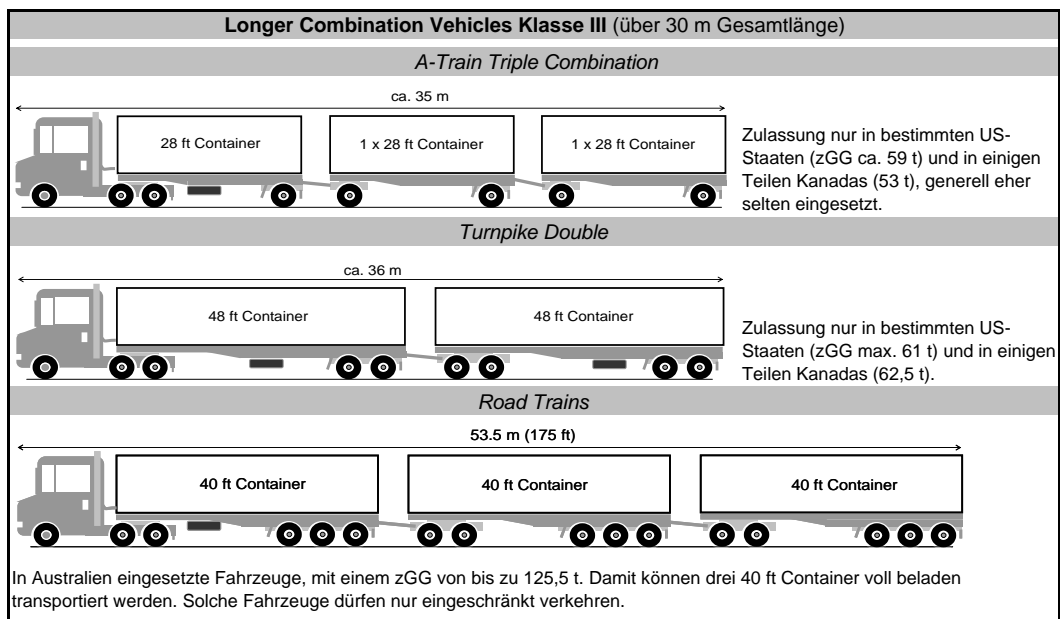 Longer Combination Vehicles Klasse III (über 30 m Gesamtlänge)
A-Train Triple Combination
ca. 35 m
28 ft Container
1 x 28 ft Container
1 x 28 ft Container
Zulassung nur in bestimmten US-
Staaten (zGG ca. 59 t) und in einigen
Teilen Kanadas (53 t), generell eher
selten eingesetzt.
Turnpike Double
ca. 36 m
48 ft Container
48 ft Container
Zulassung nur in bestimmten US-
Staaten (zGG max. 61 t) und in einigen
Teilen Kanadas (62,5 t).
Road Trains
53.5 m (175 ft)
40 ft Container
40 ft Container
40 ft Container
In Australien eingesetzte Fahrzeuge, mit einem zGG von bis zu 125,5 t. Damit können drei 40 ft Container voll beladen
transportiert werden. Solche Fahrzeuge dürfen nur eingeschränkt verkehren.